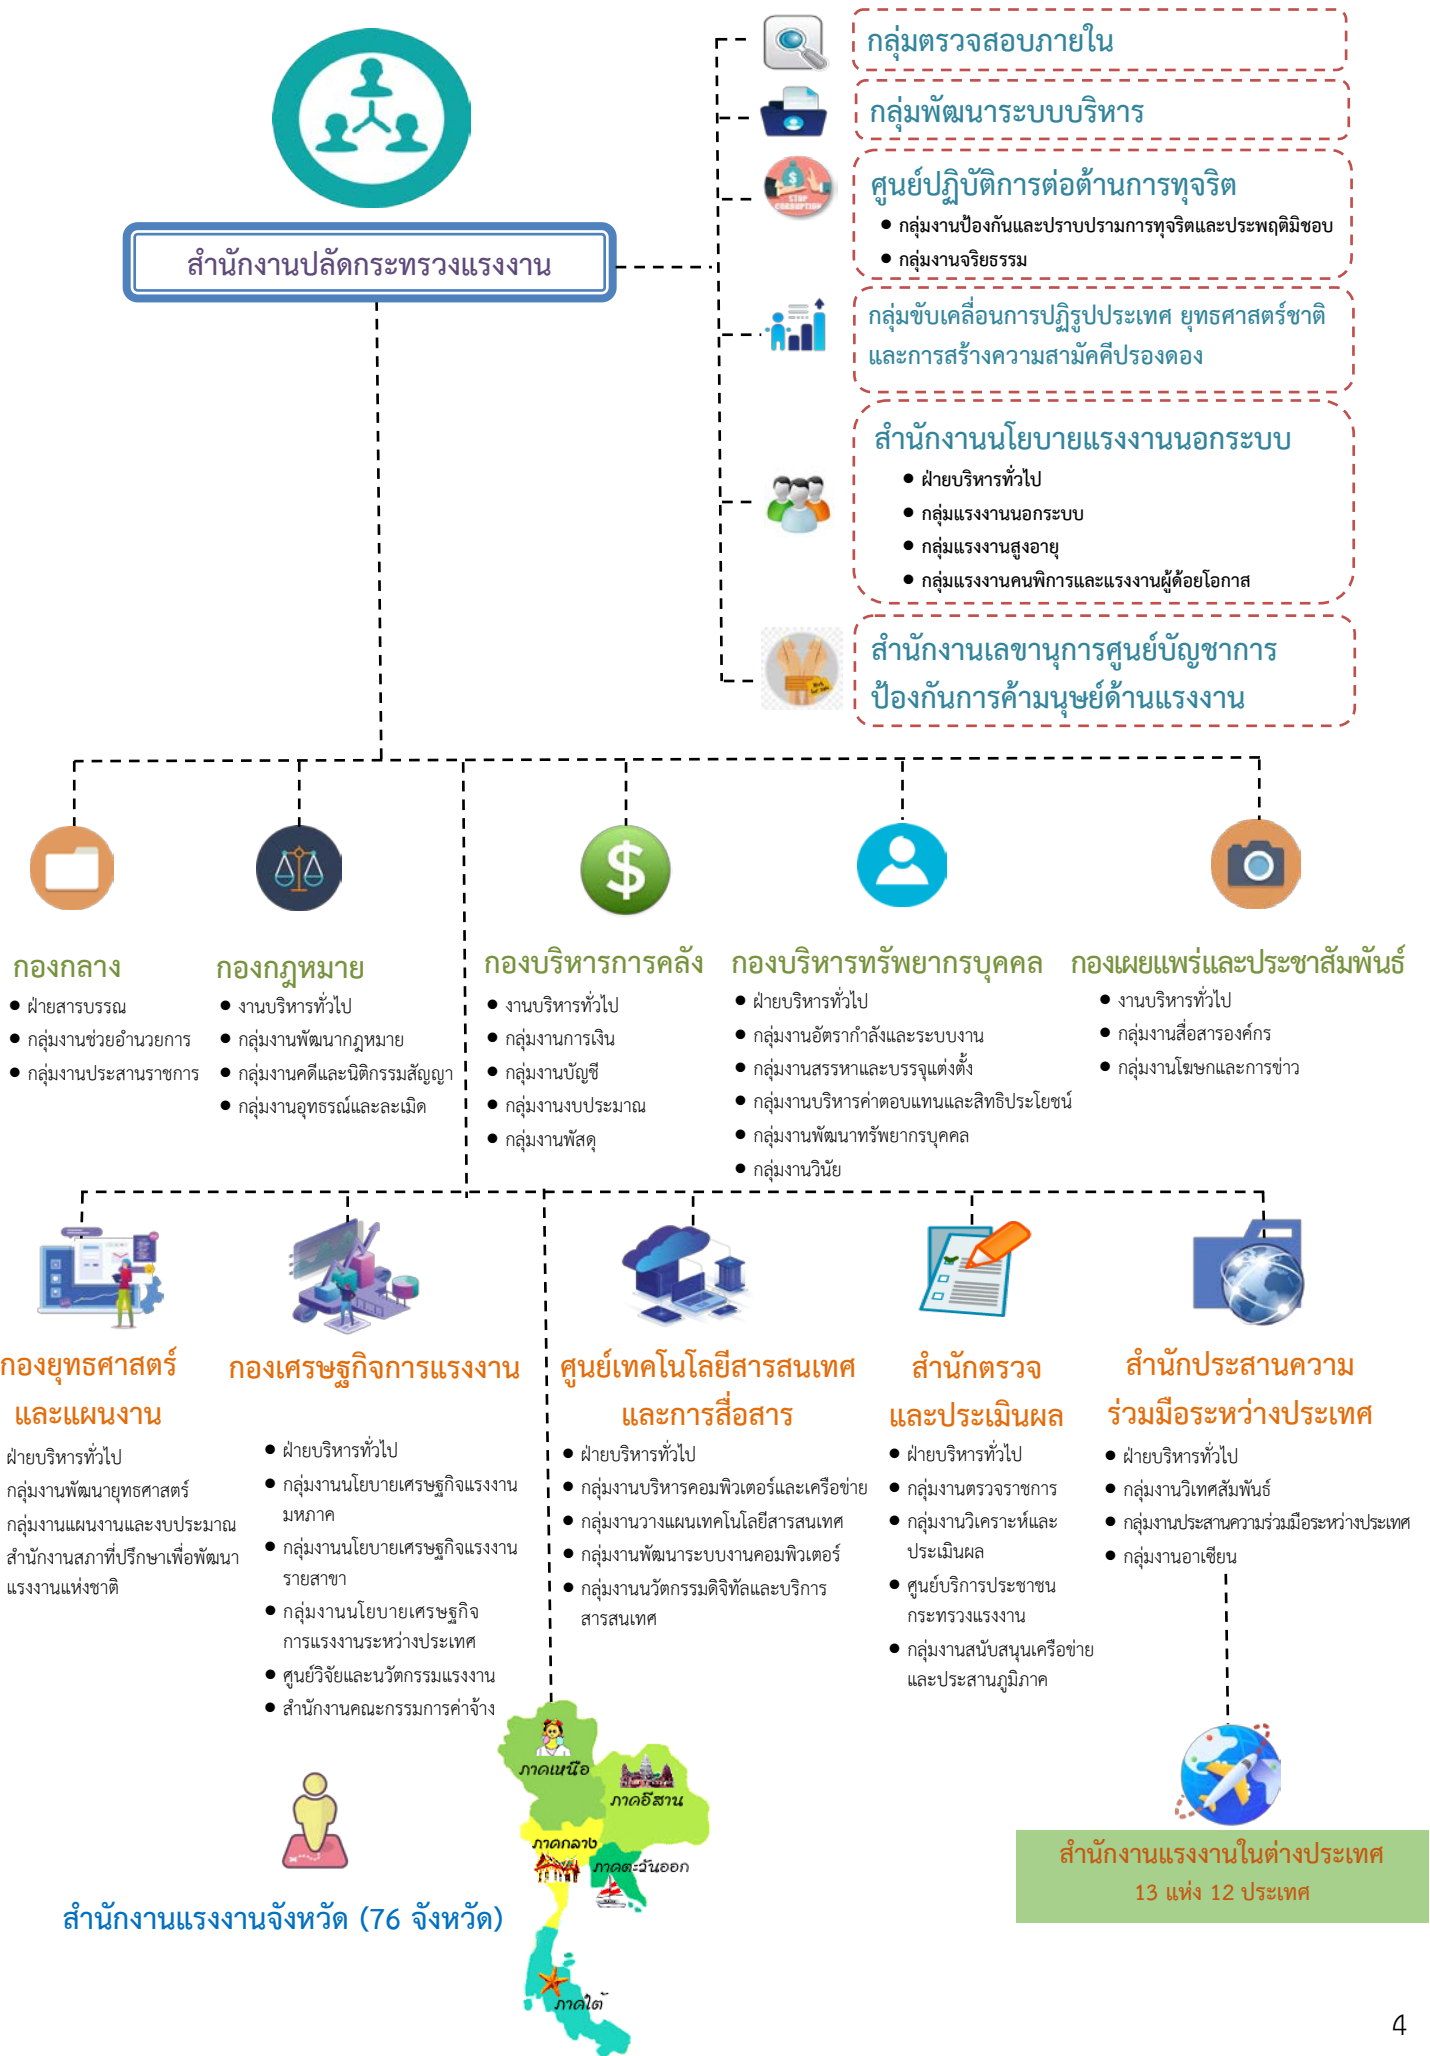 กลุ่มตรวจสอบภายใน
กลุ่มพัฒนาระบบบริหาร
STOP
CORRUPTION
ศูนย์ปฏิบัติการต่อต้านการทุจริต
● กลุ่มงานป้องกันและปราบปรามการทุจริตและประพฤติมิชอบ
● กลุ่มงานจริยธรรม
สำนักงานปลัดกระทรวงแรงงาน
กลุ่มขับเคลื่อนการปฏิรูปประเทศ ยุทธศาสตร์ชาติ
และการสร้างความสามัคคีปรองดอง
สำนักงานนโยบายแรงงานนอกระบบ
● ฝ่ายบริหารทั่วไป
● กลุ่มแรงงานนอกระบบ
● กลุ่มแรงงานสูงอายุ
● กลุ่มแรงงานคนพิการและแรงงานผู้ด้อยโอกาส
สำนักงานเลขานุการศูนย์บัญชาการ
ป้องกันการค้ามนุษย์ด้านแรงงาน
กองกลาง
● ฝ่ายสารบรรณ
● กลุ่มงานช่วยอำนวยการ
● กลุ่มงานประสานราชการ
กองกฎหมาย
● งานบริหารทั่วไป
● กลุ่มงานพัฒนากฎหมาย
● กลุ่มงานคดีและนิติกรรมสัญญา
● กลุ่มงานอุทธรณ์และละเมิด
กองบริหารการคลัง
● งานบริหารทั่วไป
● กลุ่มงานการเงิน
● กลุ่มงานบัญชี
● กลุ่มงานงบประมาณ
● กลุ่มงานพัสดุ
กองบริหารทรัพยากรบุคคล
● ฝ่ายบริหารทั่วไป
● กลุ่มงานอัตรากำลังและระบบงาน
● กลุ่มงานสรรหาและบรรจุแต่งตั้ง
● กลุ่มงานบริหารค่าตอบแทนและสิทธิประโยชน์
● กลุ่มงานพัฒนาทรัพยากรบุคคล
● กลุ่มงานวินัย
กองเผยแพร่และประชาสัมพันธ์
● งานบริหารทั่วไป
● กลุ่มงานสื่อสารองค์กร
● กลุ่มงานโฆษกและการข่าว
กองยุทธศาสตร์
และแผนงาน
ฝ่ายบริหารทั่วไป
กลุ่มงานพัฒนายุทธศาสตร์
กลุ่มงานแผนงานและงบประมาณ
สำนักงานสภาที่ปรึกษาเพื่อพัฒนา
แรงงานแห่งชาติ
กองเศรษฐกิจการแรงงาน
● ฝ่ายบริหารทั่วไป
● กลุ่มงานนโยบายเศรษฐกิจแรงงาน
มหภาค
● กลุ่มงานนโยบายเศรษฐกิจแรงงาน
รายสาขา
● กลุ่มงานนโยบายเศรษฐกิจ
การแรงงานระหว่างประเทศ
● ศูนย์วิจัยและนวัตกรรมแรงงาน
● สำนักงานคณะกรรมการค่าจ้าง
ศูนย์เทคโนโลยีสารสนเทศ
และการสื่อสาร
● ฝ่ายบริหารทั่วไป
● กลุ่มงานบริหารคอมพิวเตอร์และเครือข่าย
● กลุ่มงานวางแผนเทคโนโลยีสารสนเทศ
● กลุ่มงานพัฒนาระบบงานคอมพิวเตอร์
● กลุ่มงานนวัตกรรมดิจิทัลและบริการ
สารสนเทศ
สำนักตรวจ
และประเมินผล
● ฝ่ายบริหารทั่วไป
● กลุ่มงานตรวจราชการ
● กลุ่มงานวิเคราะห์และ
ประเมินผล
● ศูนย์บริการประชาชน
กระทรวงแรงงาน
● กลุ่มงานสนับสนุนเครือข่าย
และประสานภูมิภาค
สำนักประสานความ
ร่วมมือระหว่างประเทศ
● ฝ่ายบริหารทั่วไป
● กลุ่มงานวิเทศสัมพันธ์
● กลุ่มงานประสานความร่วมมือระหว่างประเทศ
● กลุ่มงานอาเซียน
ภาคเหนือ
ภาคอีสาน
ภาคกลาง
ภาคตะวันออก
ภาคใต้
สำนักงานแรงงานจังหวัด (76 จังหวัด)
สำนักงานแรงงานในต่างประเทศ
13 แห่ง 12 ประเทศ
4